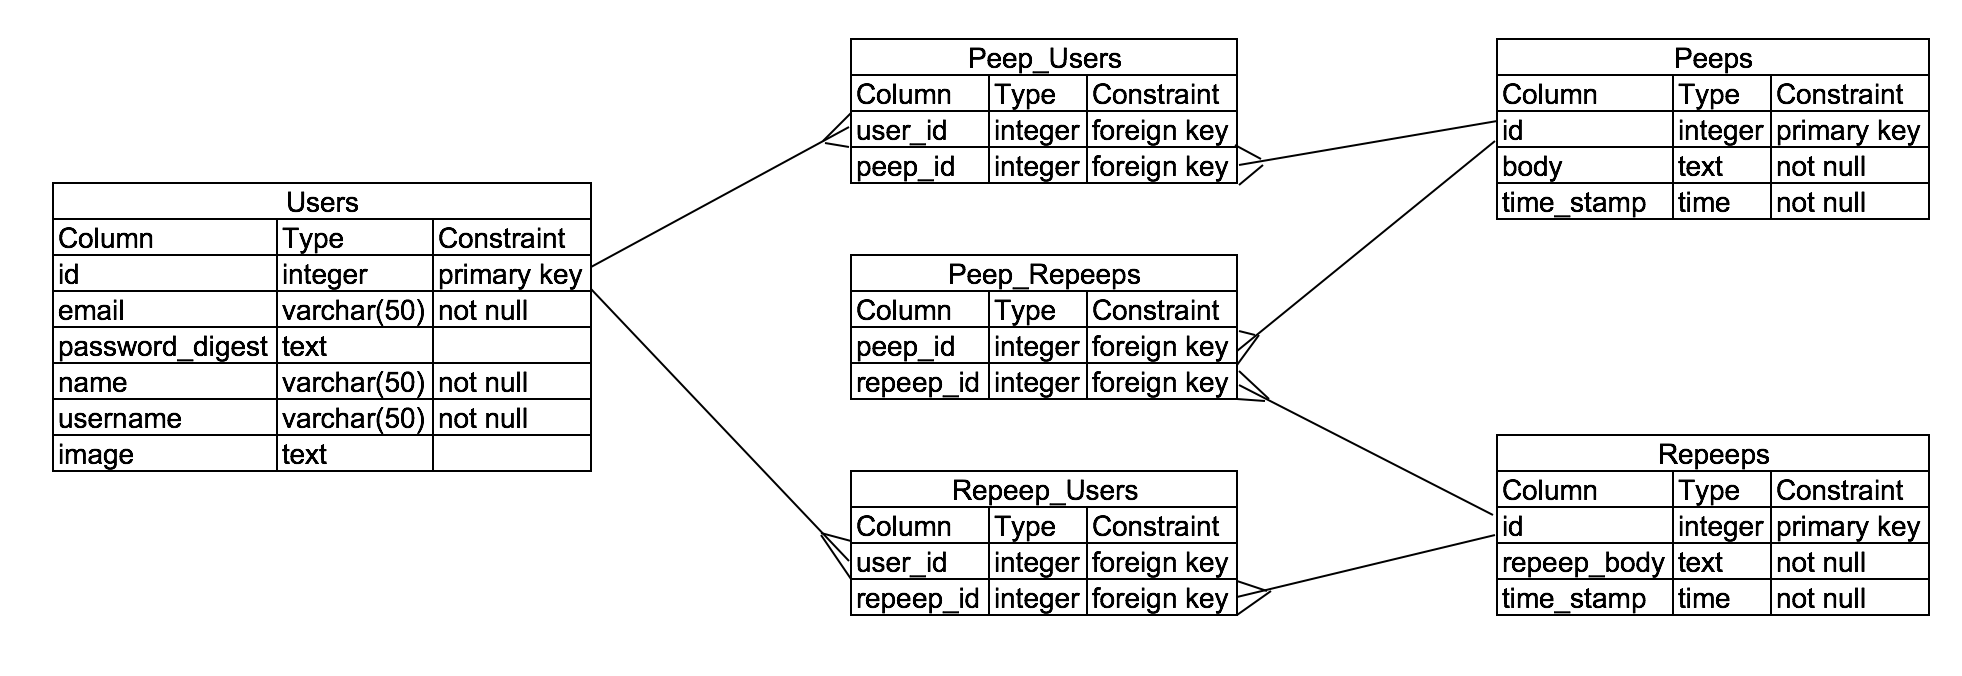 Users
Column Type Constraint
id integer primary key
email varchar(50) not null
password_digest text
name varchar(50) not null
username varchar(50) not null
image text
Peep_Users
Column Type Constraint
user_id integer foreign key
peep_id integer foreign key
Peep_Repeeps
Column Type Constraint
peep_id integer foreign key
repeep_id integer foreign key
Repeep_Users
Column Type Constraint
user_id integer foreign key
repeep_id integer foreign key
Peeps
Column Type Constraint
id integer primary key
body text not null
time_stamp time not null
Repeeps
Column Type Constraint
id integer primary key
repeep_body text not null
time_stamp time not null